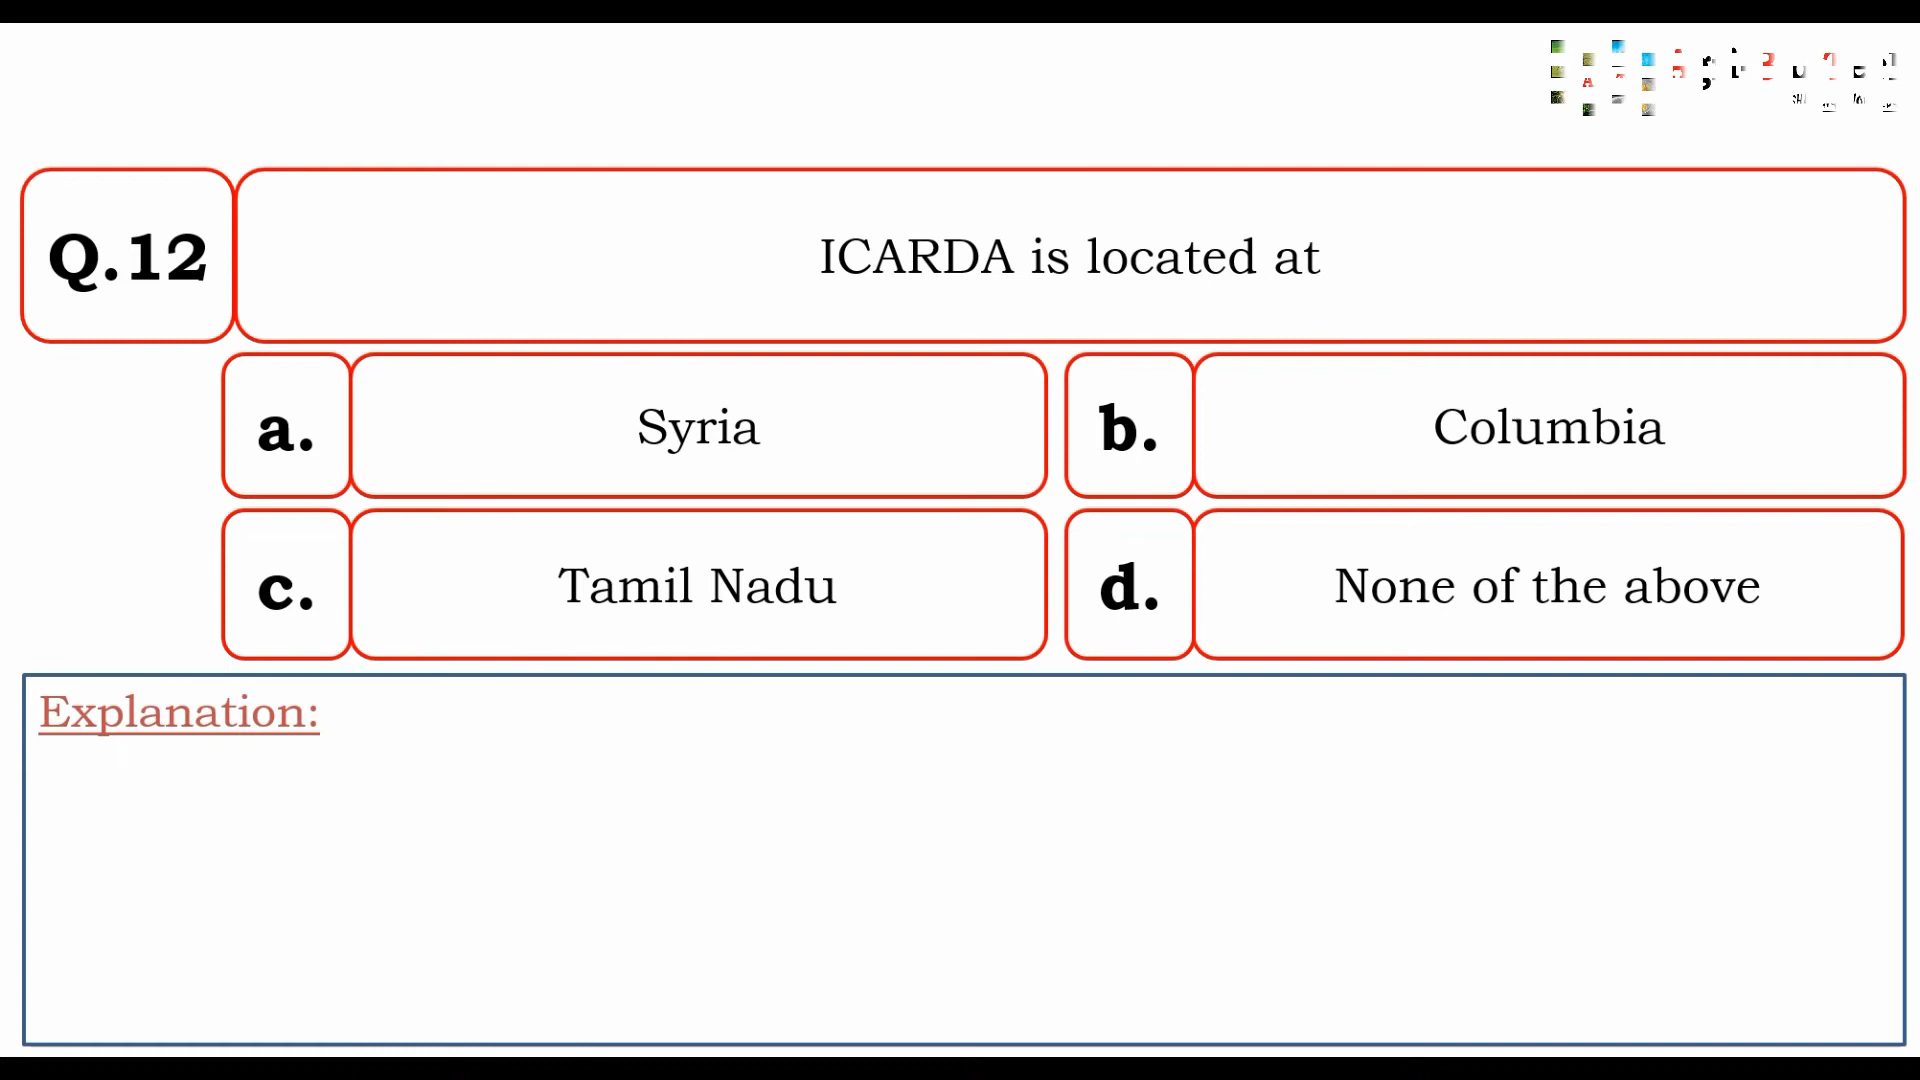 Q.12 ICARDA is located at
a. Syria b. Columbia
c. Tamil Nadu d. None of the above
Explanation: